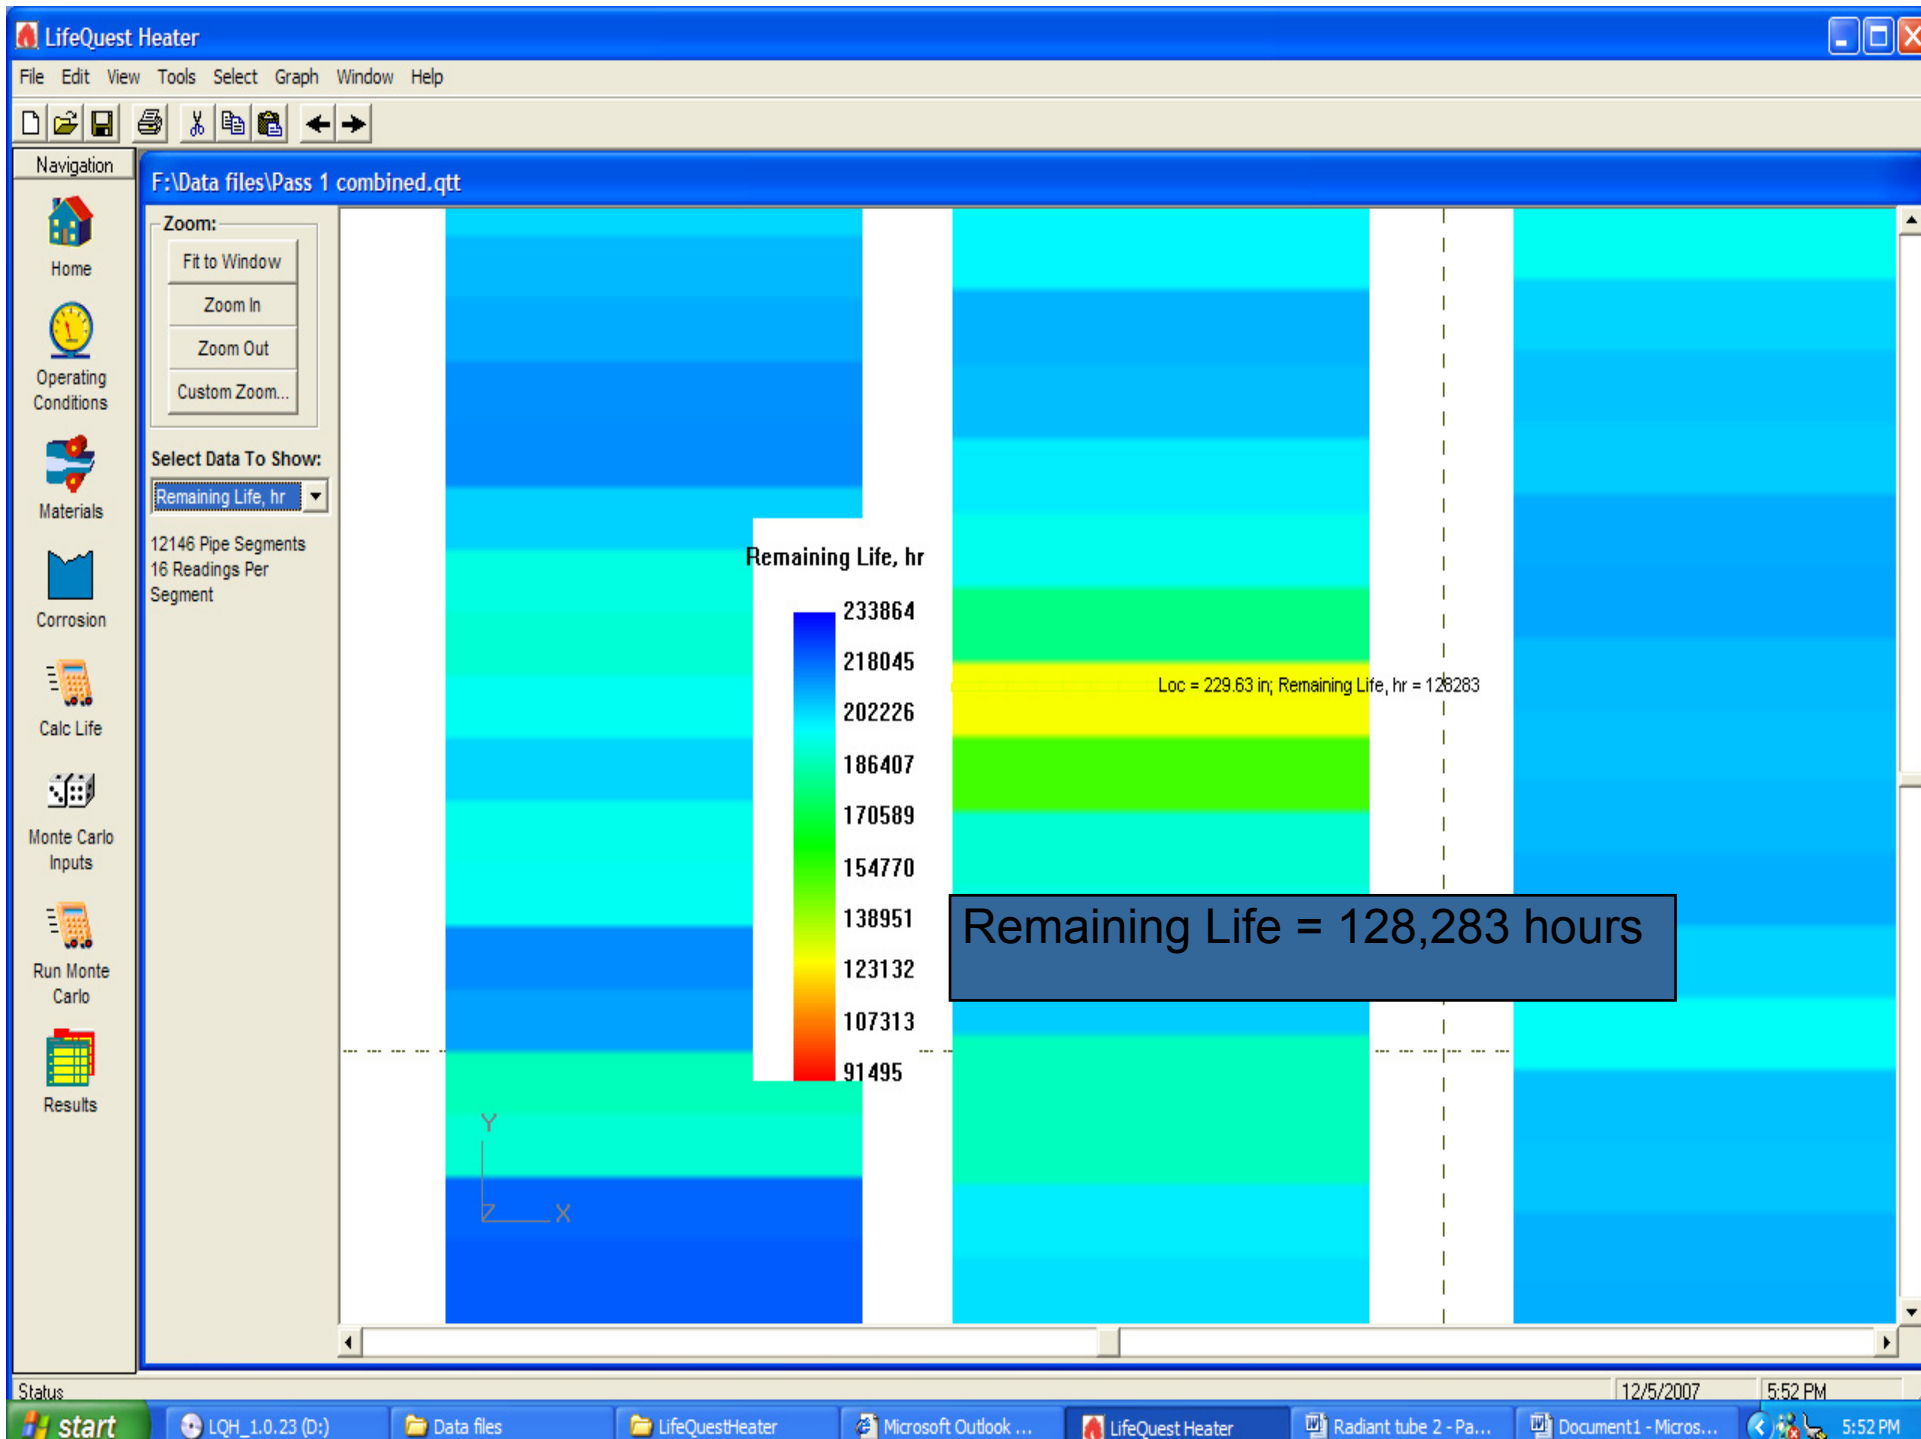 LifeQuest Heater
File Edit View Tools Select Graph Window Help
Navigation
Home
Operating
Conditions
Materials
Corrosion
Calc Life
Monte Carlo
Inputs
Run Monte
Carlo
Results
F:\Data files\Pass 1 combined.qtt
Zoom:
Fit to Window
Zoom In
Zoom Out
Custom Zoom...
Select Data To Show:
Remaining Life, hr
12146 Pipe Segments
16 Readings Per
Segment
Remaining Life, hr
233864
218045
202226
186407
170589
154770
138951
123132
107313
91495
Loc = 229.63 in; Remaining Life, hr = 128283
Remaining Life = 128,283 hours
Y
Z X
Status 12/5/2007 5:52 PM
start LQH_1.0.23 (D:) Data files LifeQuestHeater Microsoft Outlook ... LifeQuest Heater Radiant tube 2 - Pa... Document1 - Micros... 5:52 PM